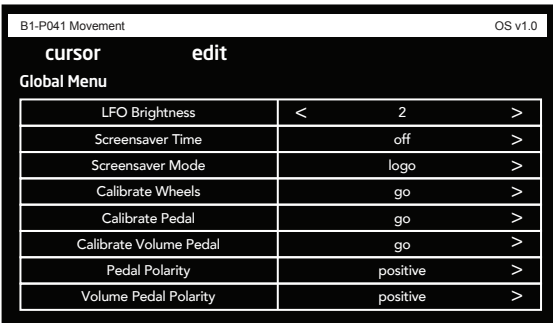 B1-P041 Movement OS v1.0
cursor edit
Global Menu
LFO Brightness < 2 >
Screensaver Time off >
Screensaver Mode logo >
Calibrate Wheels go >
Calibrate Pedal go >
Calibrate Volume Pedal go >
Pedal Polarity positive >
Volume Pedal Polarity positive >